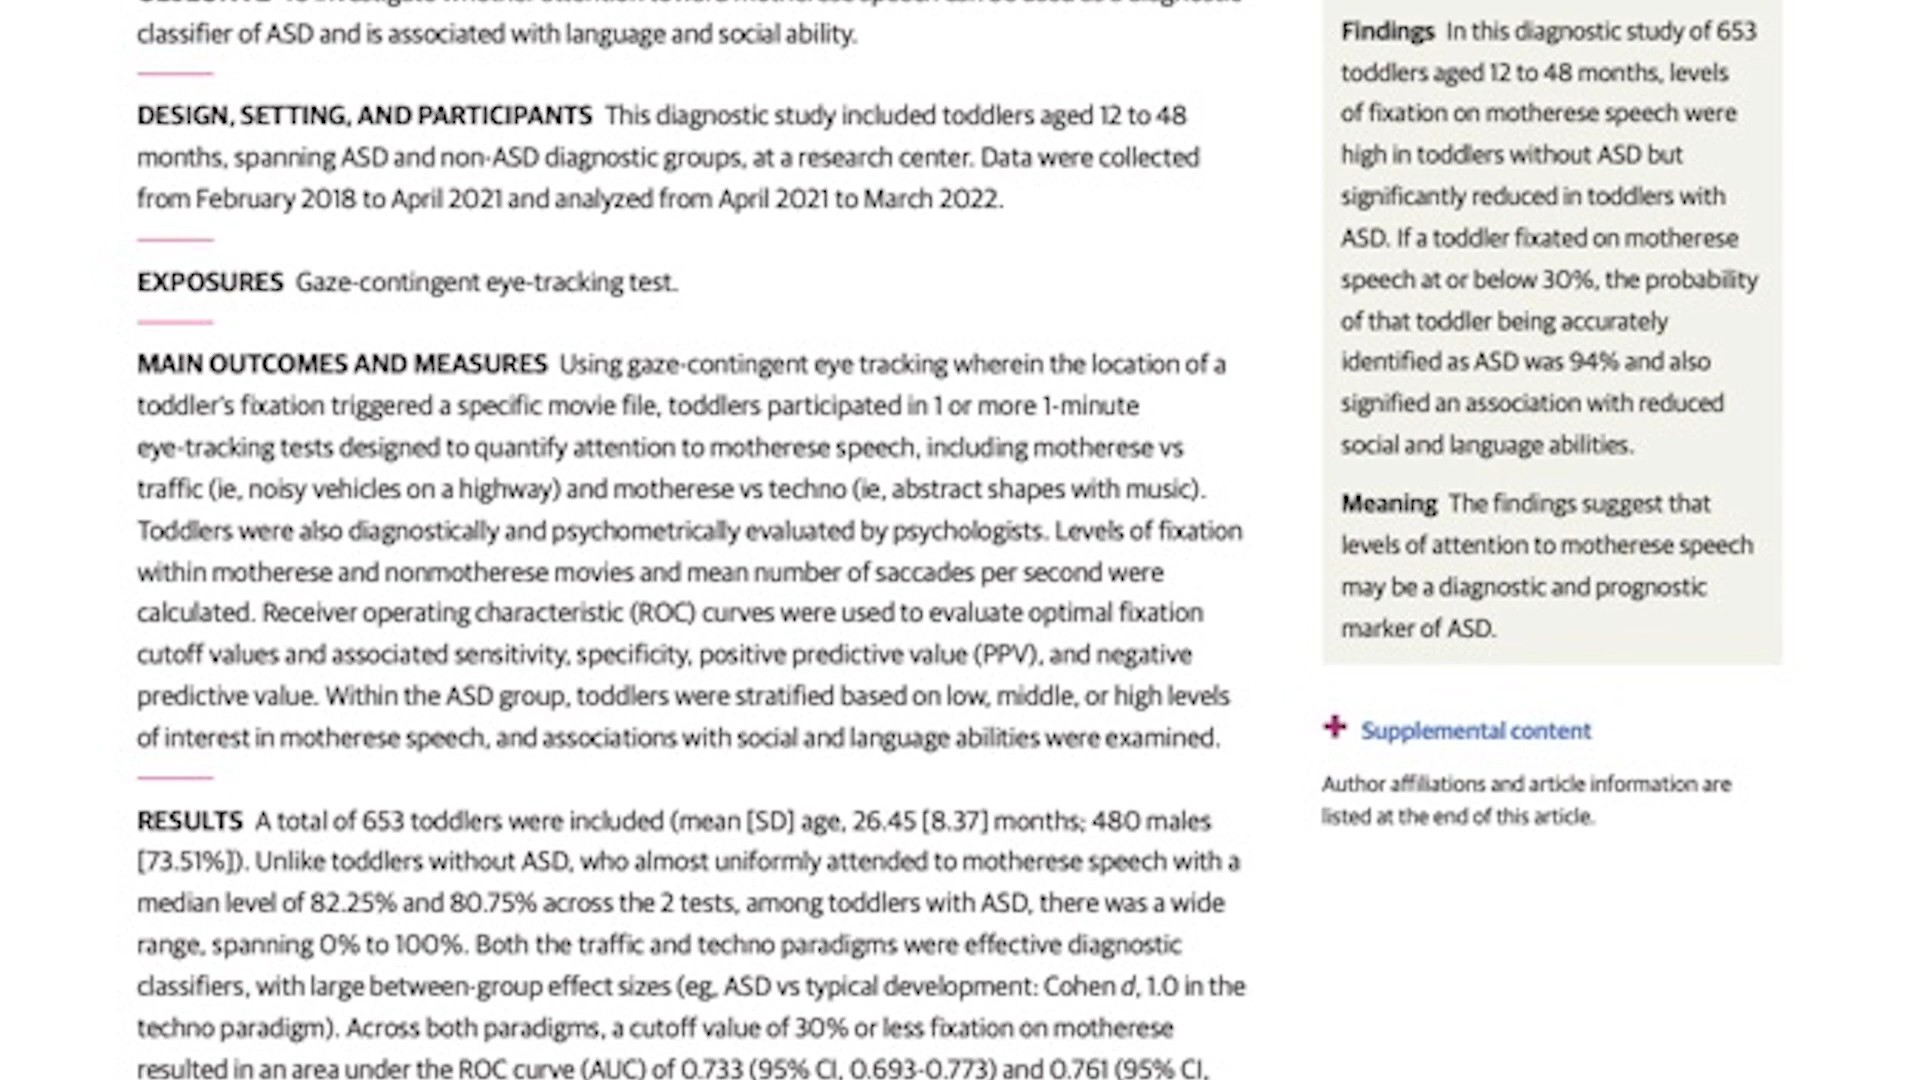 classifier of ASD and is associated with language and social ability.
DESIGN, SETTING, AND PARTICIPANTS This diagnostic study included toddlers aged 12 to 48
months, spanning ASD and non-ASD diagnostic groups, at a research center. Data were collected
from February 2018 to April 2021 and analyzed from April 2021 to March 2022.
EXPOSURES Gaze-contingent eye-tracking test.
MAIN OUTCOMES AND MEASURES Using gaze-contingent eye tracking wherein the location of a
toddler's fixation triggered a specific movie file, toddlers participated in 1 or more 1-minute
eye-tracking tests designed to quantify attention to motherese speech, including motherese vs
traffic (ie, noisy vehicles on a highway) and motherese vs techno (ie, abstract shapes with music).
Toddlers were also diagnostically and psychometrically evaluated by psychologists. Levels of fixation
within motherese and nonmotherese movies and mean number of saccades per second were
calculated. Receiver operating characteristic (ROC) curves were used to evaluate optimal fixation
cutoff values and associated sensitivity, specificity, positive predictive value (PPV), and negative
predictive value. Within the ASD group, toddlers were stratified based on low, middle, or high levels
of interest in motherese speech, and associations with social and language abilities were examined.
RESULTS A total of 653 toddlers were included (mean [SD] age, 26.45 [8.37] months; 480 males
[73.51%]). Unlike toddlers without ASD, who almost uniformly attended to motherese speech with a
median level of 82.25% and 80.75% across the 2 tests, among toddlers with ASD, there was a wide
range, spanning 0% to 100%. Both the traffic and techno paradigms were effective diagnostic
classifiers, with large between-group effect sizes (eg, ASD vs typical development: Cohen d, 1.0 in the
techno paradigm). Across both paradigms, a cutoff value of 30% or less fixation on motherese
resulted in an area under the ROC curve (AUC) of 0.733 (95% CI, 0.693-0.773) and 0.761 (95% CI,
Findings In this diagnostic study of 653
toddlers aged 12 to 48 months, levels
of fixation on motherese speech were
high in toddlers without ASD but
significantly reduced in toddlers with
ASD. If a toddler fixated on motherese
speech at or below 30%, the probability
of that toddler being accurately
identified as ASD was 94% and also
signified an association with reduced
social and language abilities.
Meaning The findings suggest that
levels of attention to motherese speech
may be a diagnostic and prognostic
marker of ASD.
+ Supplemental content
Author affiliations and article information are
listed at the end of this article.